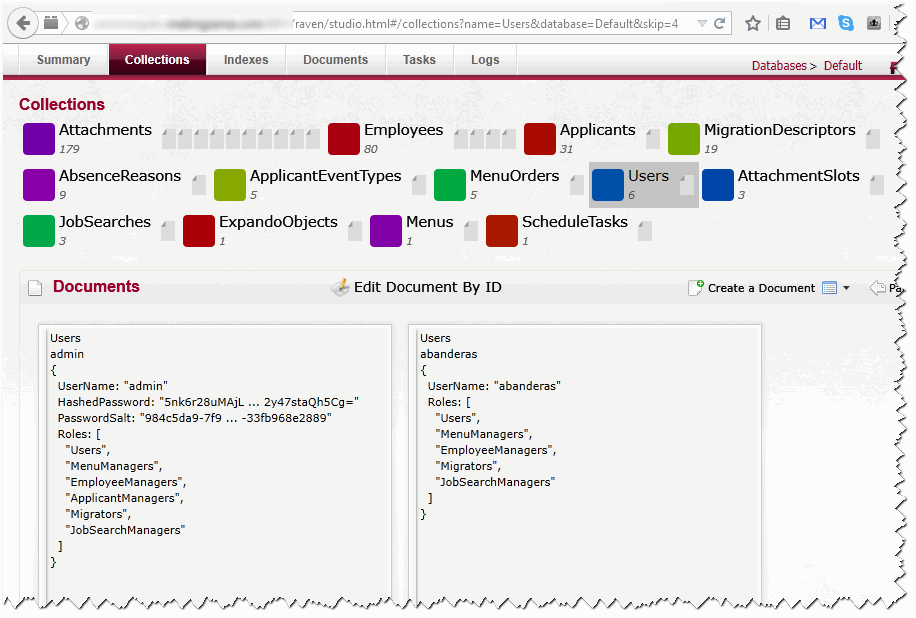 /raven/studio.html#/collections?name=Users&database=Default&skip=4
Summary Collections Indexes Documents Tasks Logs
Databases > Default
Collections
Attachments
179
Employees
80
Applicants
31
MigrationDescriptors
19
AbsenceReasons
9
ApplicantEventTypes
5
MenuOrders
5
Users
6
AttachmentSlots
3
JobSearches
3
ExpandoObjects
1
Menus
1
ScheduleTasks
1
Documents
Edit Document By ID
Create a Document
Pa
Users
admin
{
UserName: "admin"
HashedPassword: "5nk6r28uMAjL ... 2y47staQh5Cg="
PasswordSalt: "984c5da9-7f9 ... -33fb968e2889"
Roles: [
"Users",
"MenuManagers",
"EmployeeManagers",
"ApplicantManagers",
"Migrators",
"JobSearchManagers"
]
}
Users
abanderas
{
UserName: "abanderas"
Roles: [
"Users",
"MenuManagers",
"EmployeeManagers",
"Migrators",
"JobSearchManagers"
]
}